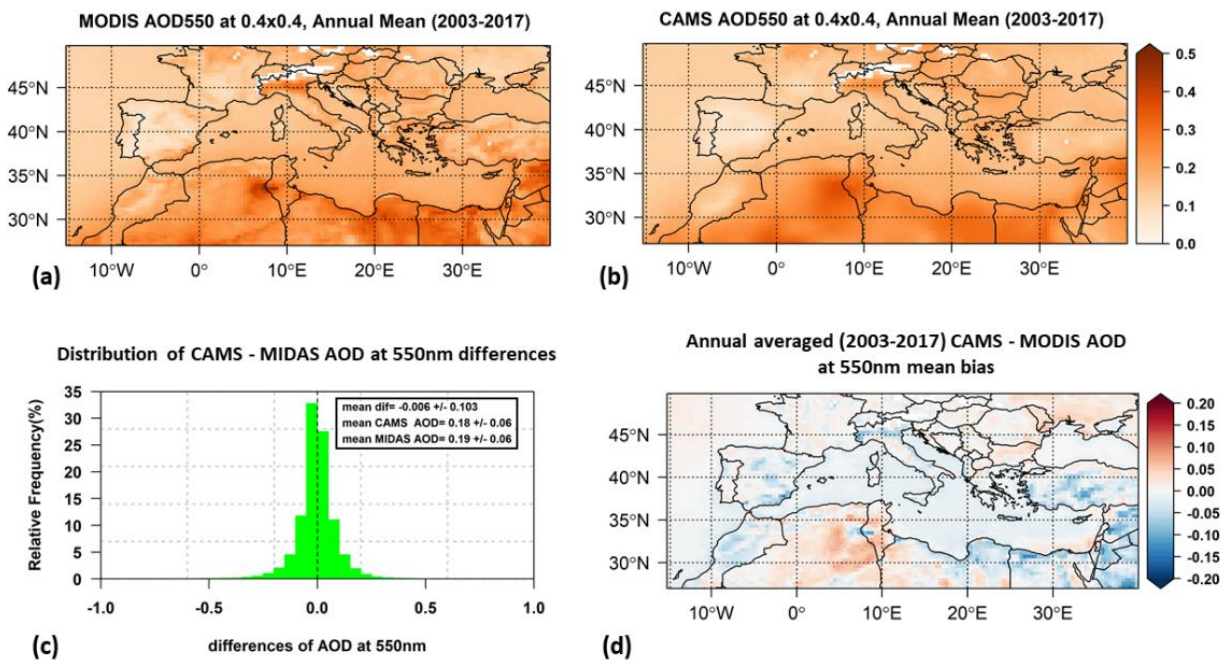 MODIS AOD550 at 0.4x0.4, Annual Mean (2003-2017)
45°N
40°N
35°N
30°N
10°W 0° 10°E 20°E 30°E
(a)
CAMS AOD550 at 0.4x0.4, Annual Mean (2003-2017)
45°N
40°N
35°N
30°N
10°W 0° 10°E 20°E 30°E
0.5
0.4
0.3
0.2
0.1
0.0
(b)
Distribution of CAMS - MIDAS AOD at 550nm differences
Relative Frequency(%)
35
30
25
20
15
10
5
0
mean dif= -0.006 +/- 0.103
mean CAMS AOD= 0.18 +/- 0.06
mean MIDAS AOD= 0.19 +/- 0.06
-1.0 -0.5 0.0 0.5 1.0
differences of AOD at 550nm
(c)
Annual averaged (2003-2017) CAMS - MODIS AOD
at 550nm mean bias
45°N
40°N
35°N
30°N
10°W 0° 10°E 20°E 30°E
0.20
0.15
0.10
0.05
0.00
-0.05
-0.10
-0.15
-0.20
(d)